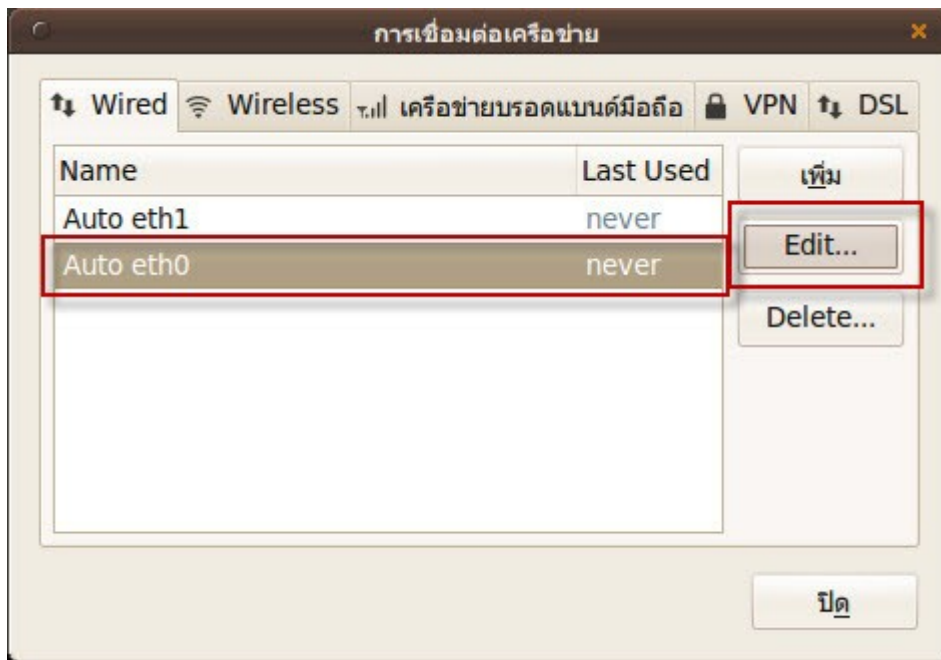 การเชื่อมต่อเครือข่าย
Wired Wireless เครือข่ายบรอดแบนด์มือถือ VPN DSL
Name Last Used
Auto eth1 never
Auto eth0 never
เพิ่ม
Edit...
Delete...
ปิด